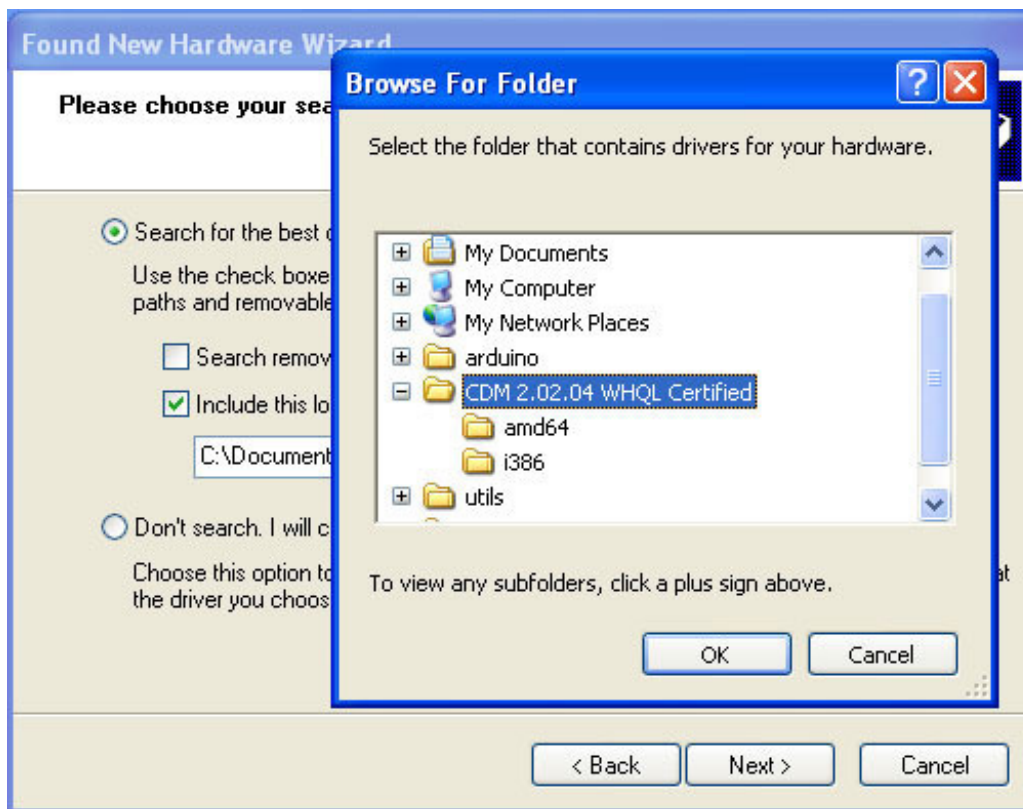 Found New Hardware Wizard
Browse For Folder
Please choose your sea
Select the folder that contains drivers for your hardware.
Search for the best
Use the check boxe
paths and removable
Search remov
Include this lo
C:\Document
Don't search. I will c
Choose this option to
at
the driver you choos
My Documents
My Computer
My Network Places
arduino
CDM 2.02.04 WHQL Certified
amd64
i386
utils
To view any subfolders, click a plus sign above.
OK
Cancel
< Back
Next >
Cancel